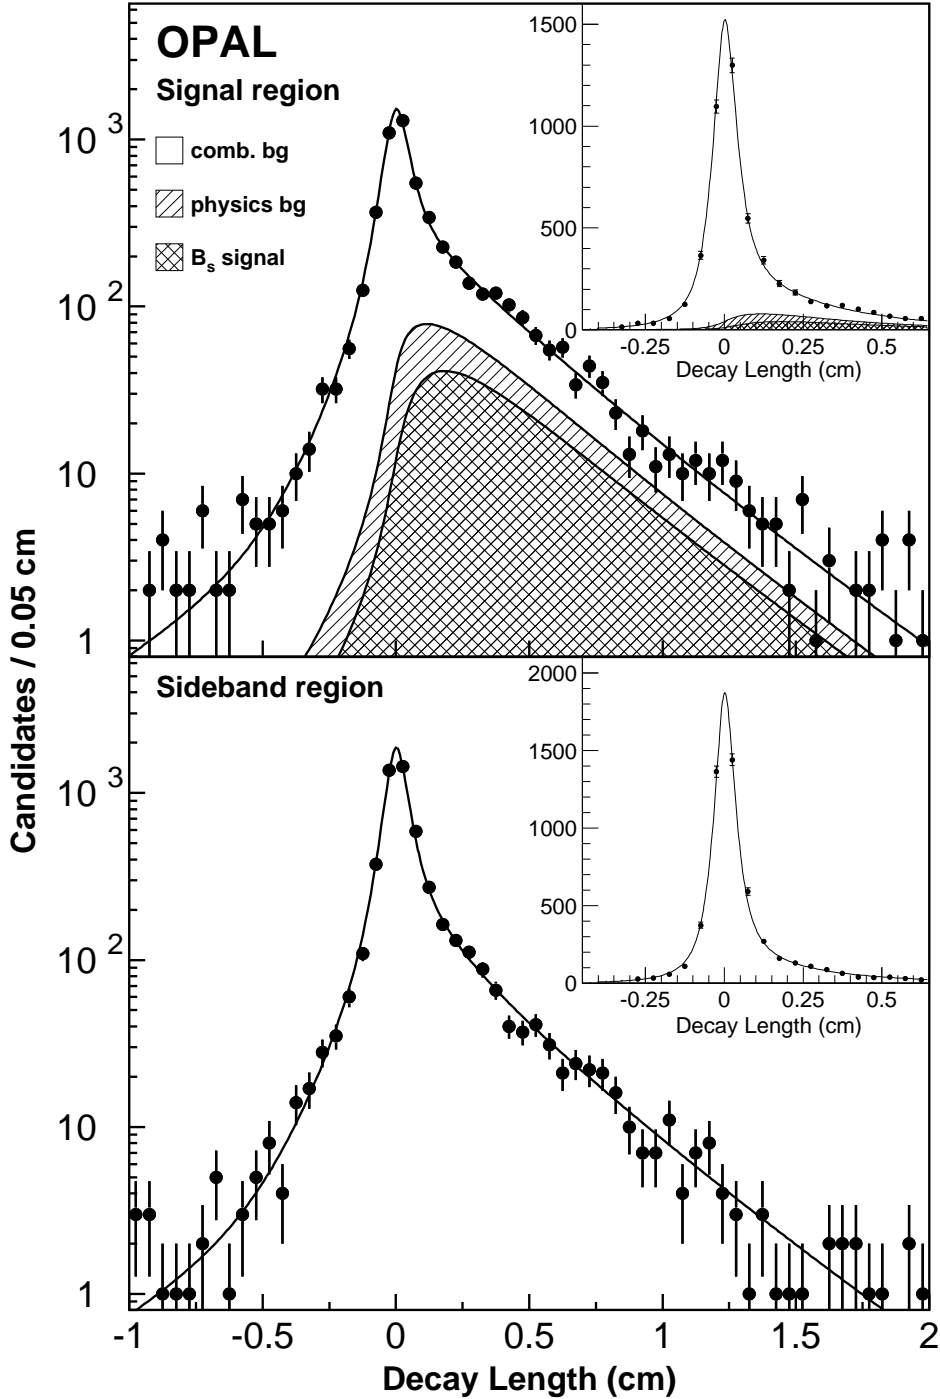 OPAL
Signal region
comb. bg
physics bg
B_s signal
10^3
10^2
10
1
1500
1000
500
0
-0.25 0 0.25 0.5
Decay Length (cm)
Candidates / 0.05 cm
Sideband region
10^3
10^2
10
1
2000
1500
1000
500
0
-0.25 0 0.25 0.5
Decay Length (cm)
-1 -0.5 0 0.5 1 1.5 2
Decay Length (cm)